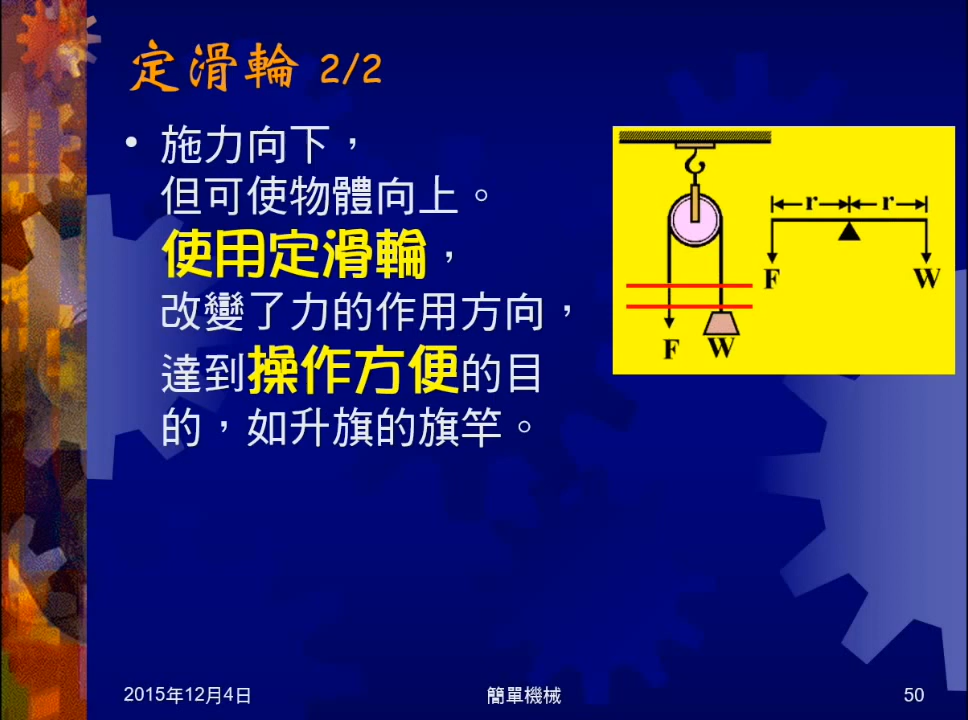 定滑輪 2/2
• 施力向下，
但可使物體向上。
使用定滑輪，
改變了力的作用方向，
達到操作方便的目
的，如升旗的旗竿。
r r
F W
F W
2015年12月4日
簡單機械
50